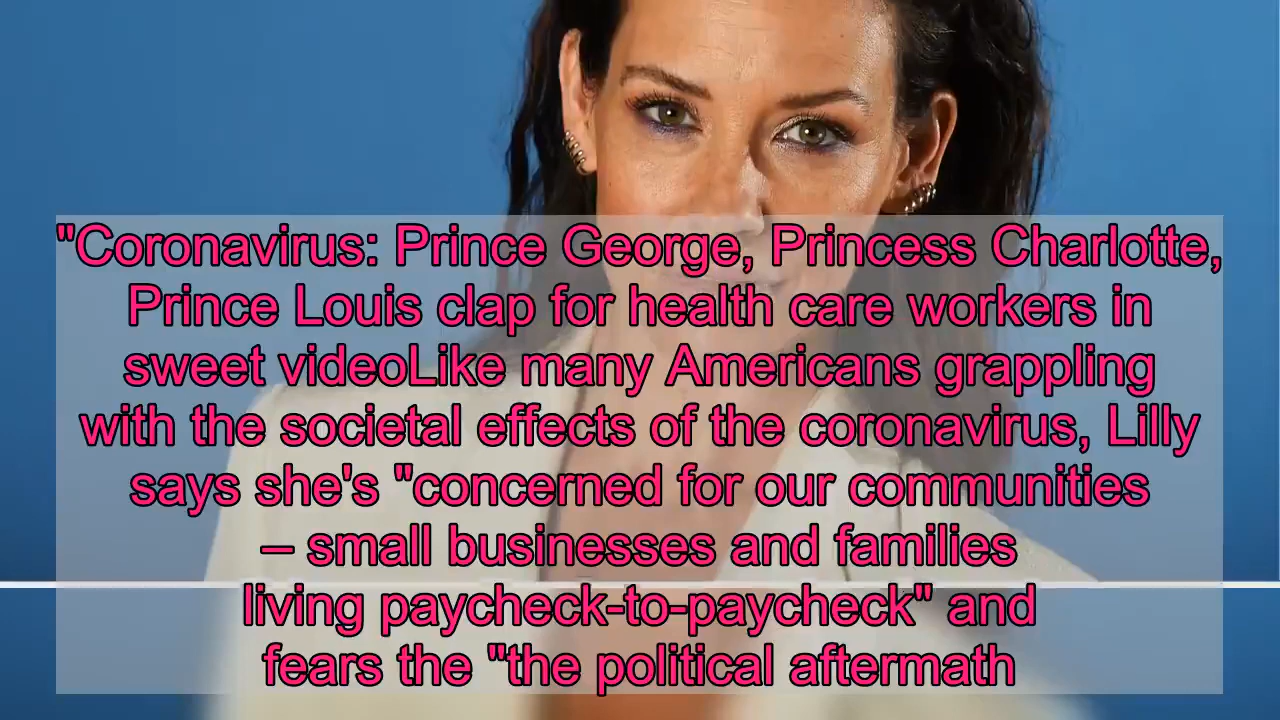 "Coronavirus: Prince George, Princess Charlotte,
Prince Louis clap for health care workers in
sweet videoLike many Americans grappling
with the societal effects of the coronavirus, Lilly
says she's "concerned for our communities
– small businesses and families
living paycheck-to-paycheck" and
fears the "the political aftermath